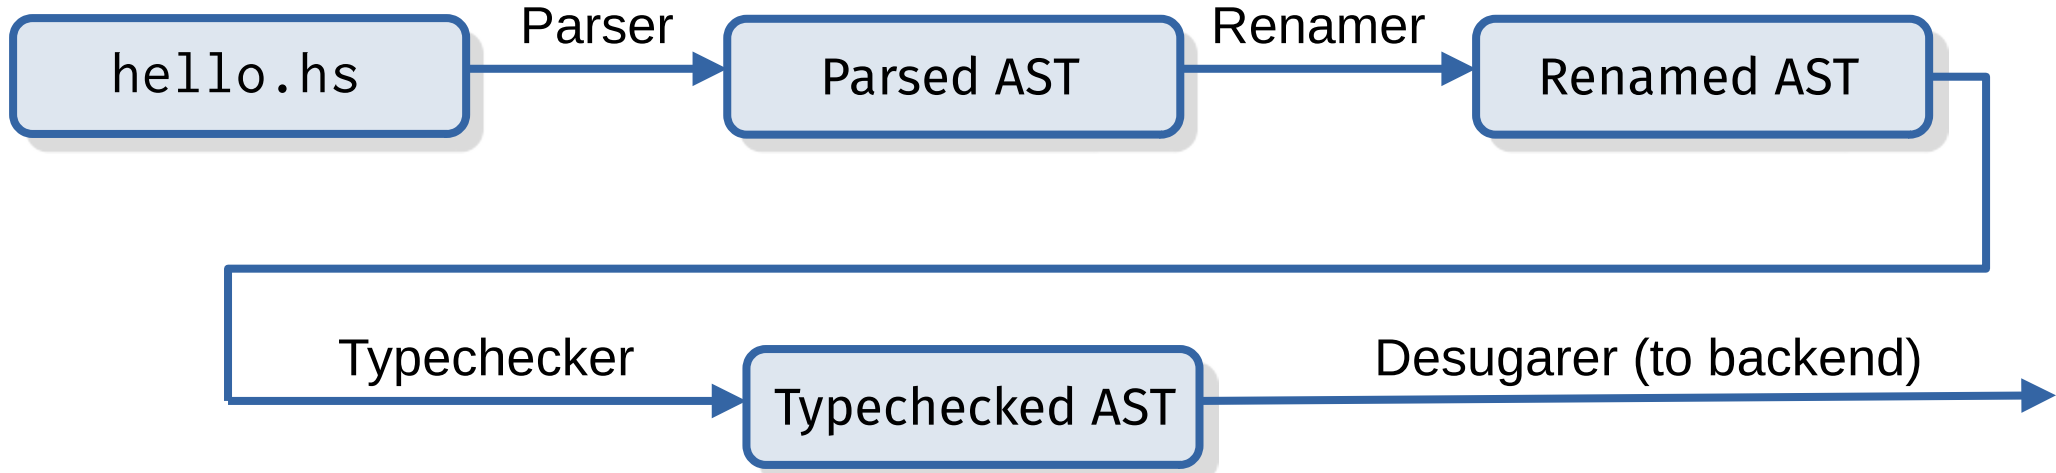 hello.hs
Parser
Parsed AST
Renamer
Renamed AST
Typechecker
Typechecked AST
Desugarer (to backend)